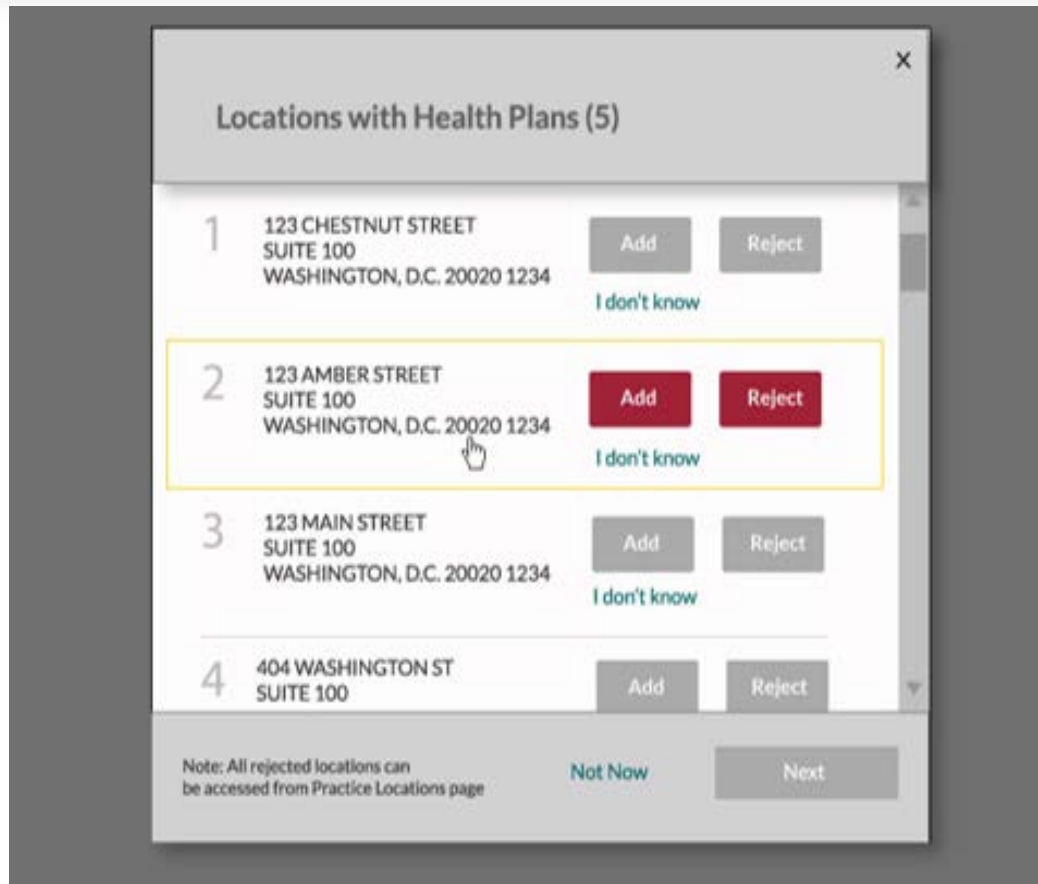 X
Locations with Health Plans (5)
1
123 CHESTNUT STREET
SUITE 100
WASHINGTON, D.C. 20020 1234
Add
Reject
I don't know
2
123 AMBER STREET
SUITE 100
WASHINGTON, D.C. 20020 1234
Add
Reject
I don't know
3
123 MAIN STREET
SUITE 100
WASHINGTON, D.C. 20020 1234
Add
Reject
I don't know
4
404 WASHINGTON ST
SUITE 100
Add
Reject
Note: All rejected locations can
be accessed from Practice Locations page
Not Now
Next